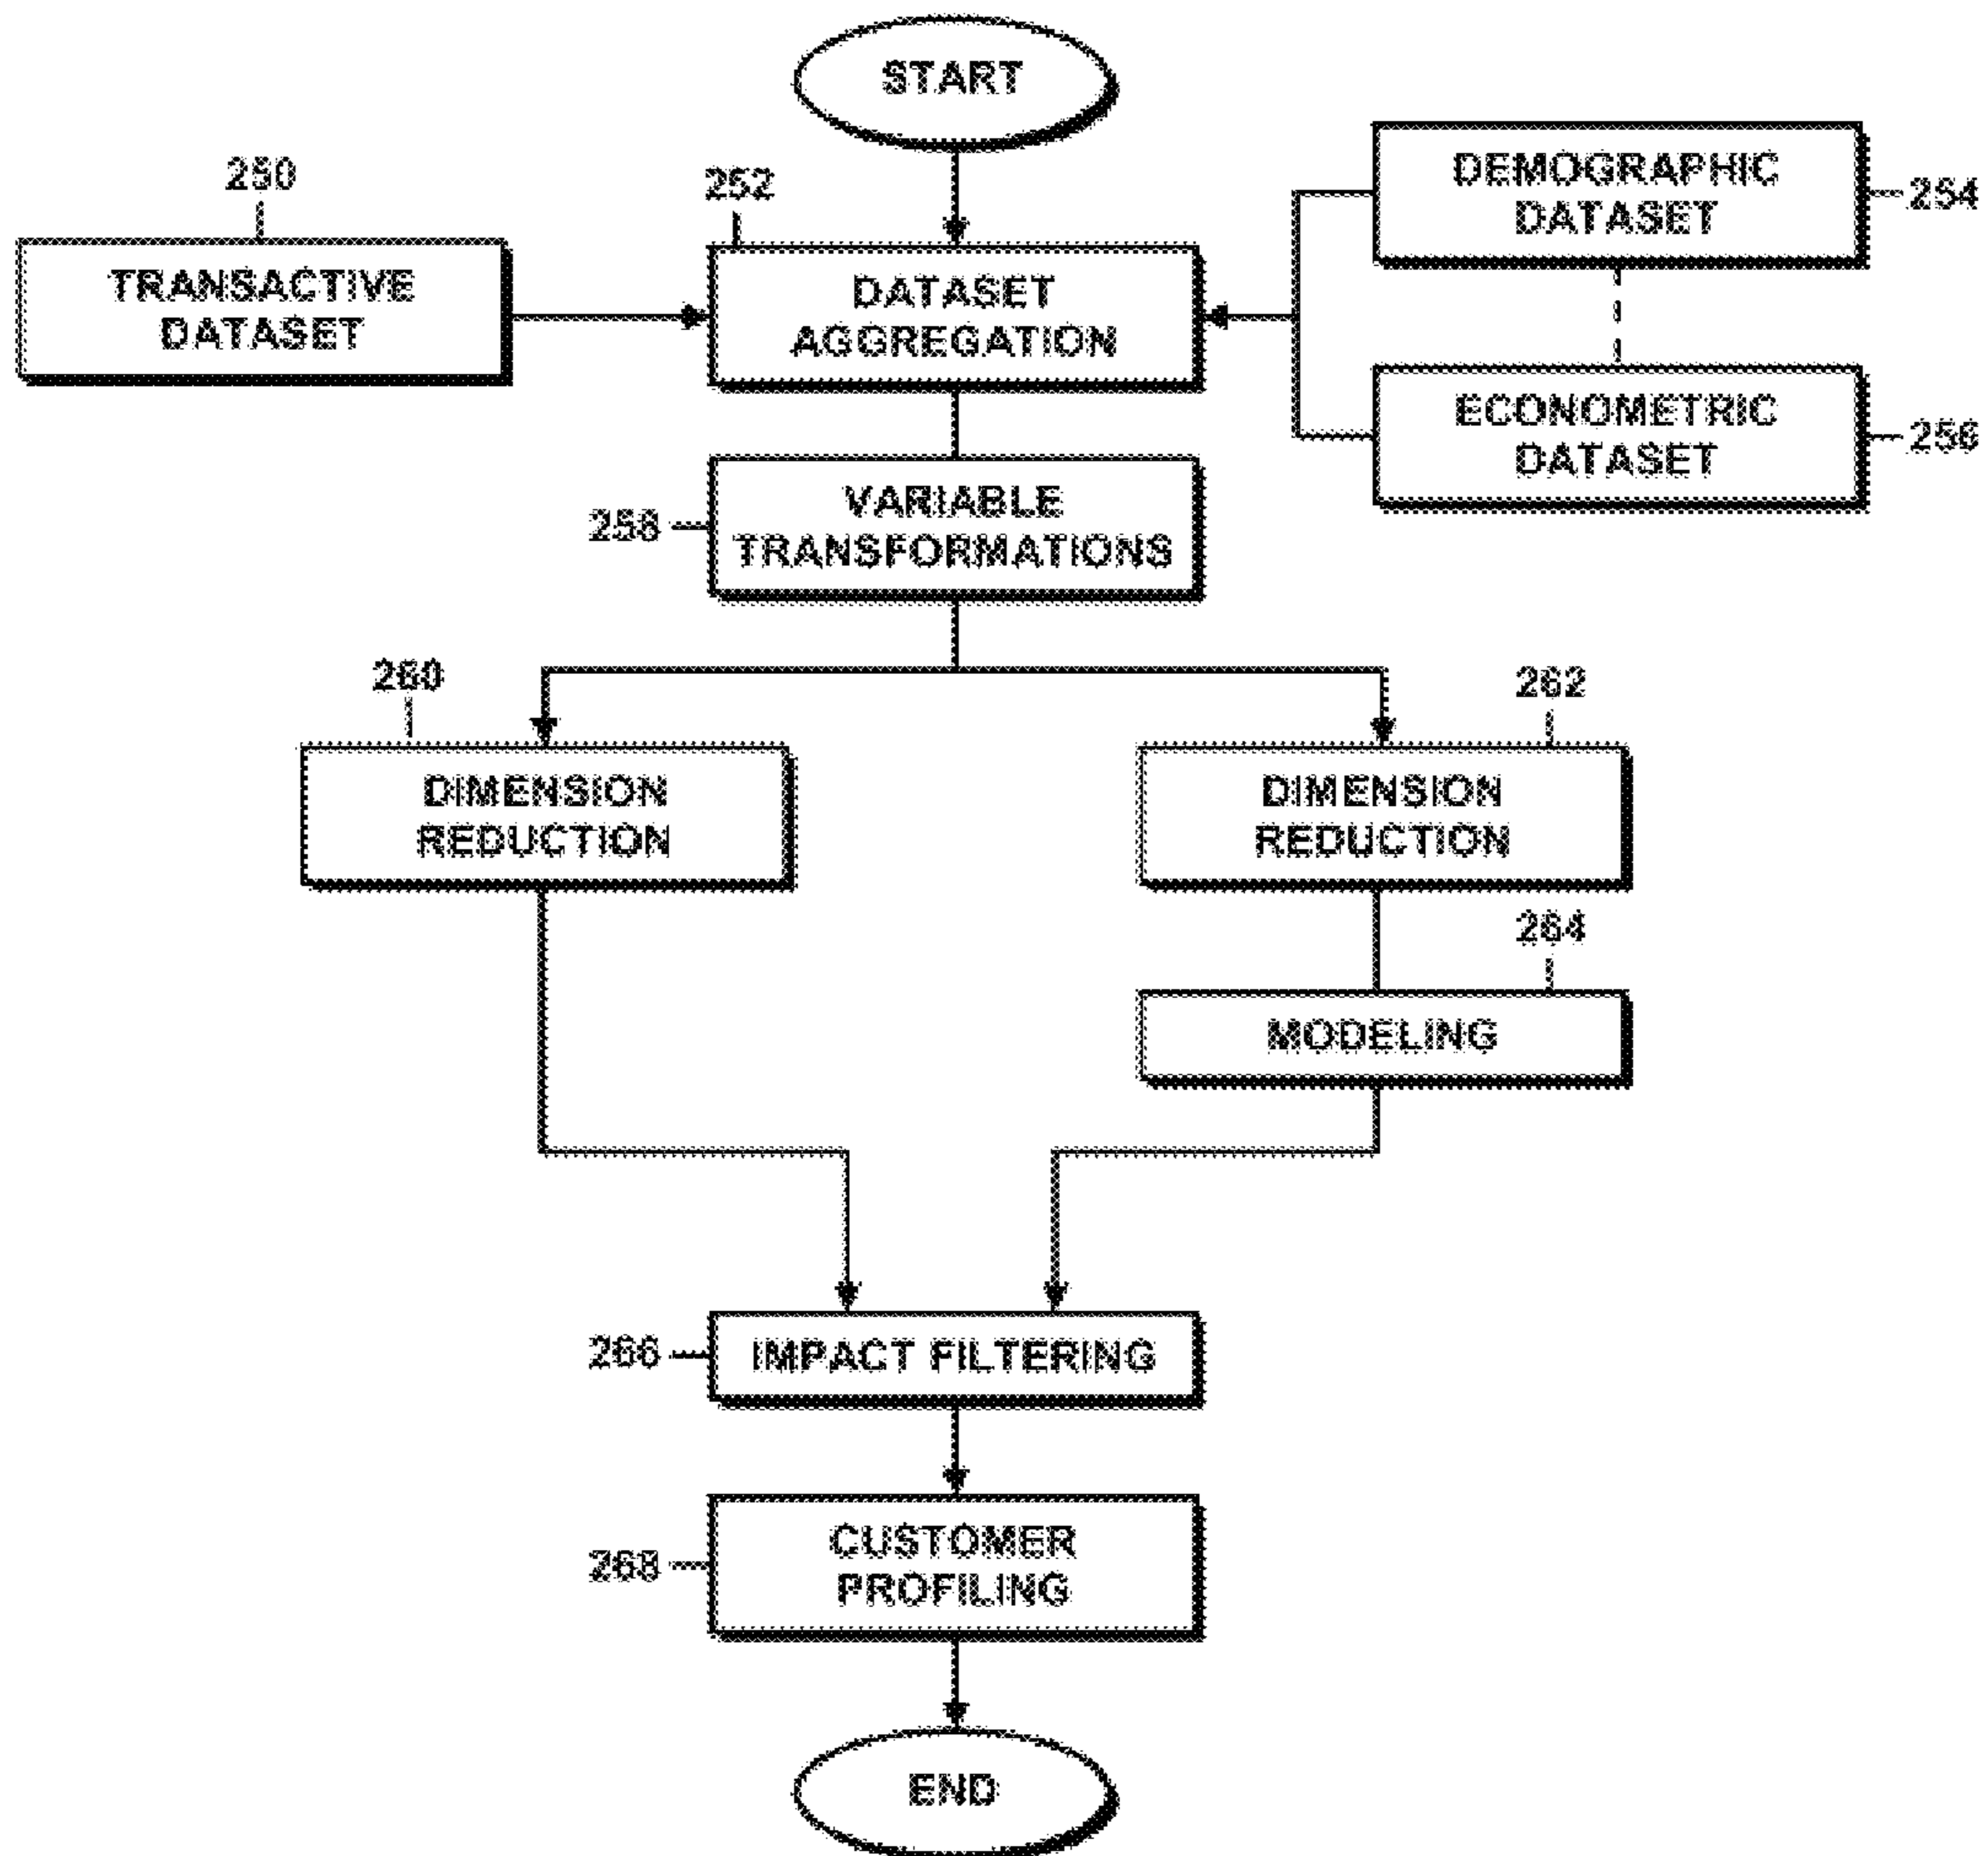 START
250
TRANSACTIVE
DATASET
252
DATASET
AGGREGATION
DEMOGRAPHIC
DATASET
254
ECONOMETRIC
DATASET
256
258
VARIABLE
TRANSFORMATIONS
260
DIMENSION
REDUCTION
262
DIMENSION
REDUCTION
264
MODELING
266
IMPACT FILTERING
268
CUSTOMER
PROFILING
END